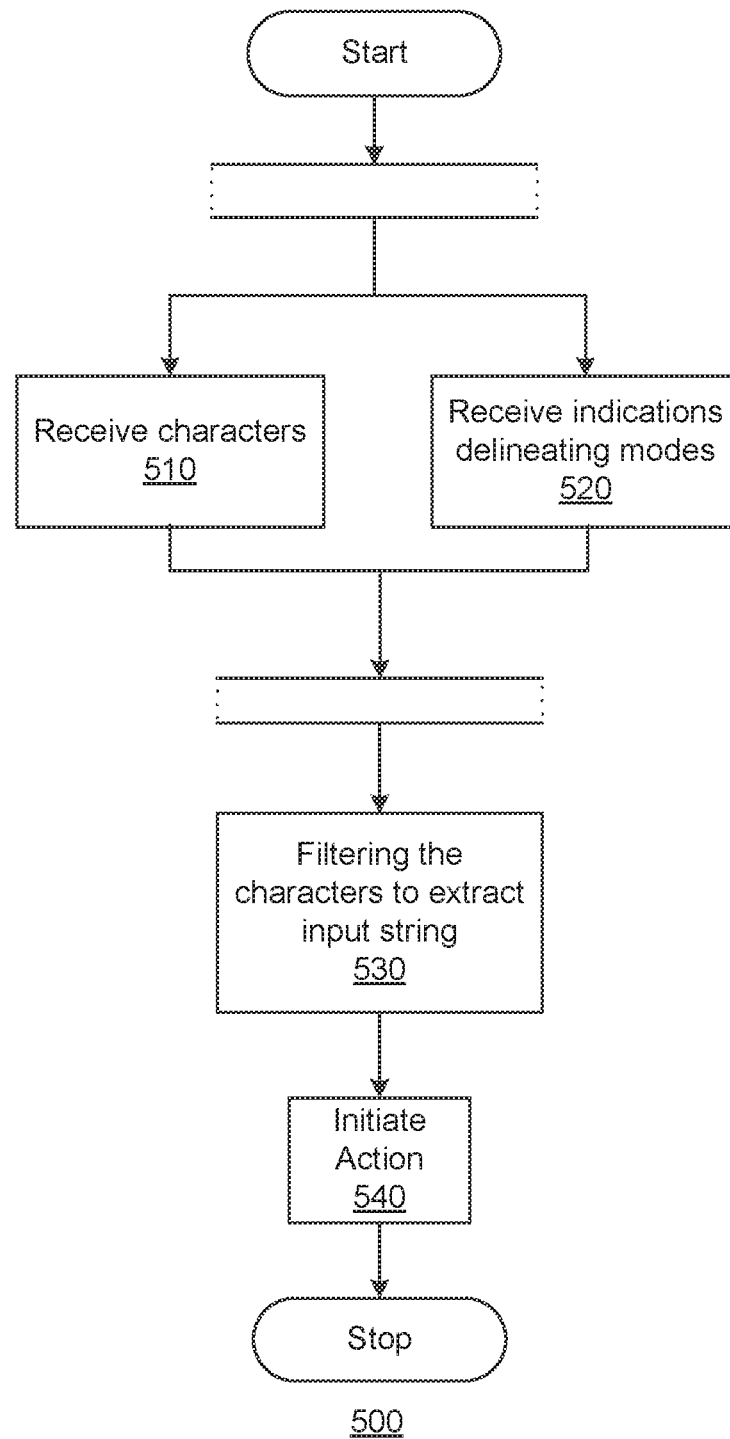 Start
Receive characters
510
Receive indications
delineating modes
520
Filtering the
characters to extract
input string
530
Initiate
Action
540
Stop
500